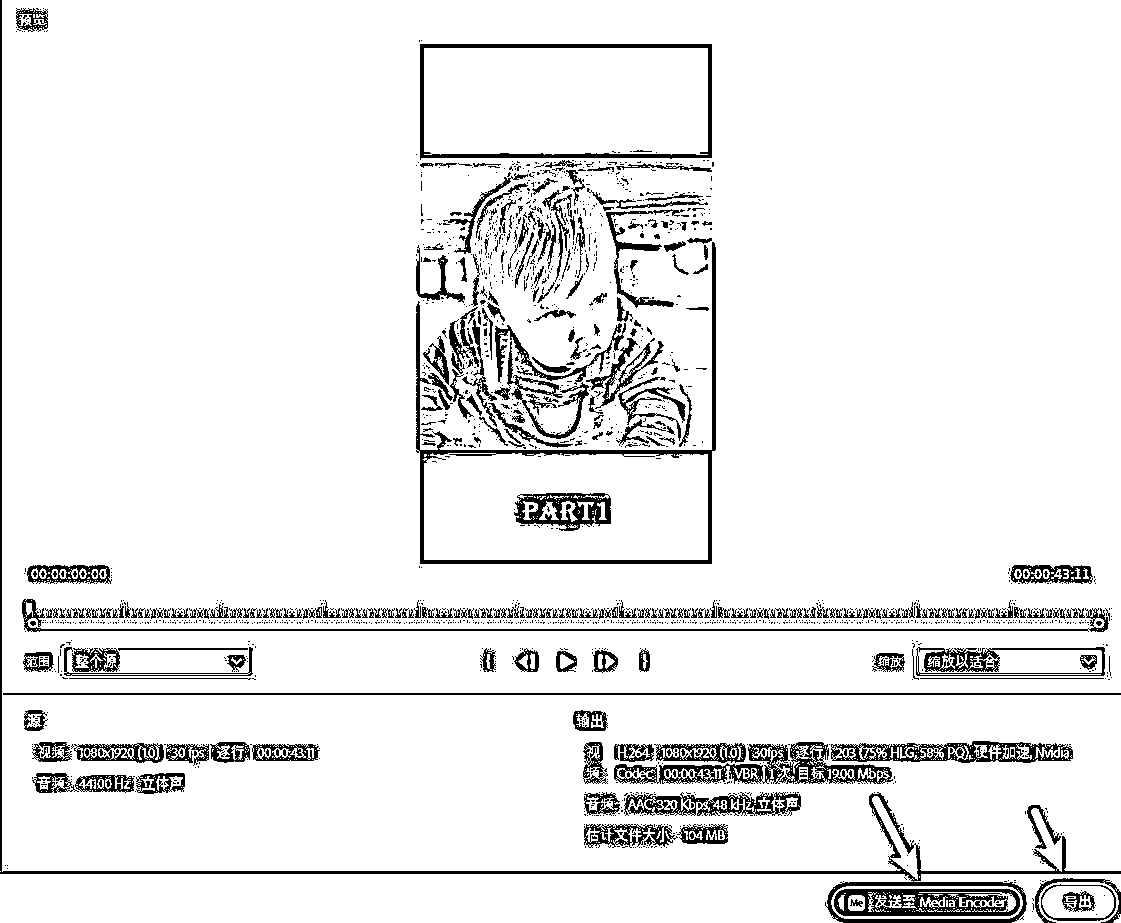 预览
PART1
00:00:00:00
00:00:43:11
范围 整个源
缩放 缩放以适合
源
输出
视频: 1080x1920 (1.0) | 30 fps | 逐行 | 00:00:43:11
视频: H.264 | 1080x1920 (1.0) | 30fps | 逐行 | 203 (75% HLG, 58% PQ), 硬件加速, Nvidia
Codec | 00:00:43:11 | VBR | 1 次, 目标 19.00 Mbps
音频: 44100 Hz | 立体声
音频: AAC, 320 Kbps, 48 kHz, 立体声
估计文件大小: 104 MB
Me 发送至 Media Encoder
导出